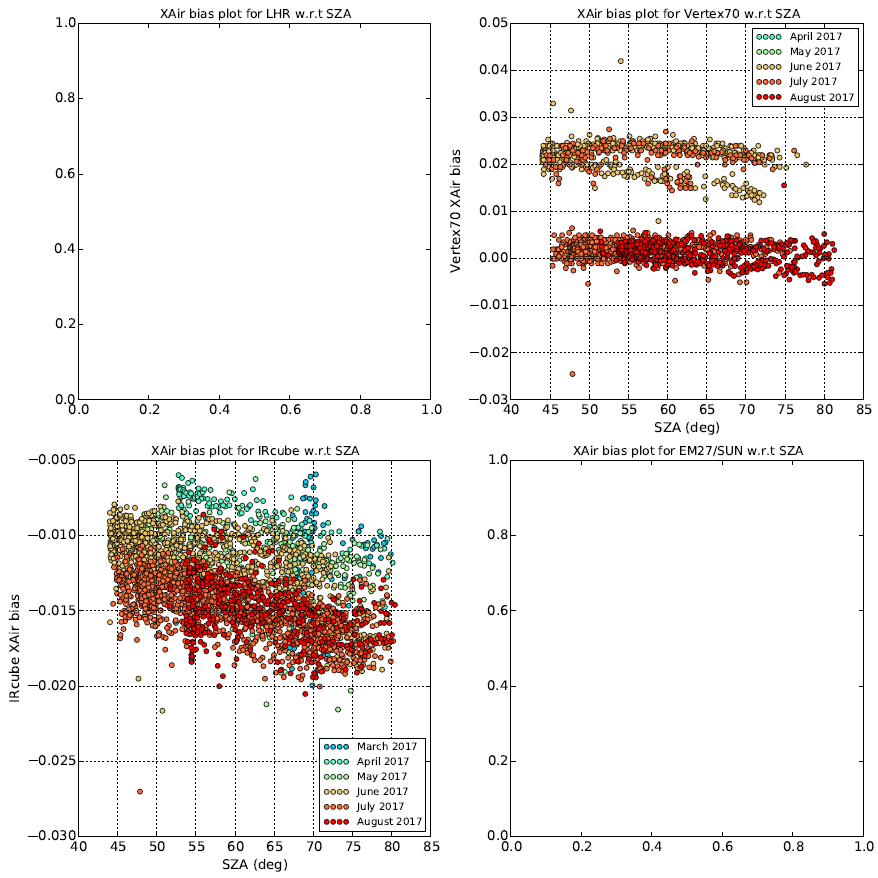 XAir bias plot for LHR w.r.t SZA
1.0
0.8
0.6
0.4
0.2
0.0
0.0 0.2 0.4 0.6 0.8 1.0
XAir bias plot for Vertex70 w.r.t SZA
Vertex70 XAir bias
0.05
0.04
0.03
0.02
0.01
0.00
−0.01
−0.02
−0.03
April 2017
May 2017
June 2017
July 2017
August 2017
40 45 50 55 60 65 70 75 80 85
SZA (deg)
XAir bias plot for IRcube w.r.t SZA
IRcube XAir bias
−0.005
−0.010
−0.015
−0.020
−0.025
−0.030
March 2017
April 2017
May 2017
June 2017
July 2017
August 2017
40 45 50 55 60 65 70 75 80 85
SZA (deg)
XAir bias plot for EM27/SUN w.r.t SZA
1.0
0.8
0.6
0.4
0.2
0.0
0.0 0.2 0.4 0.6 0.8 1.0